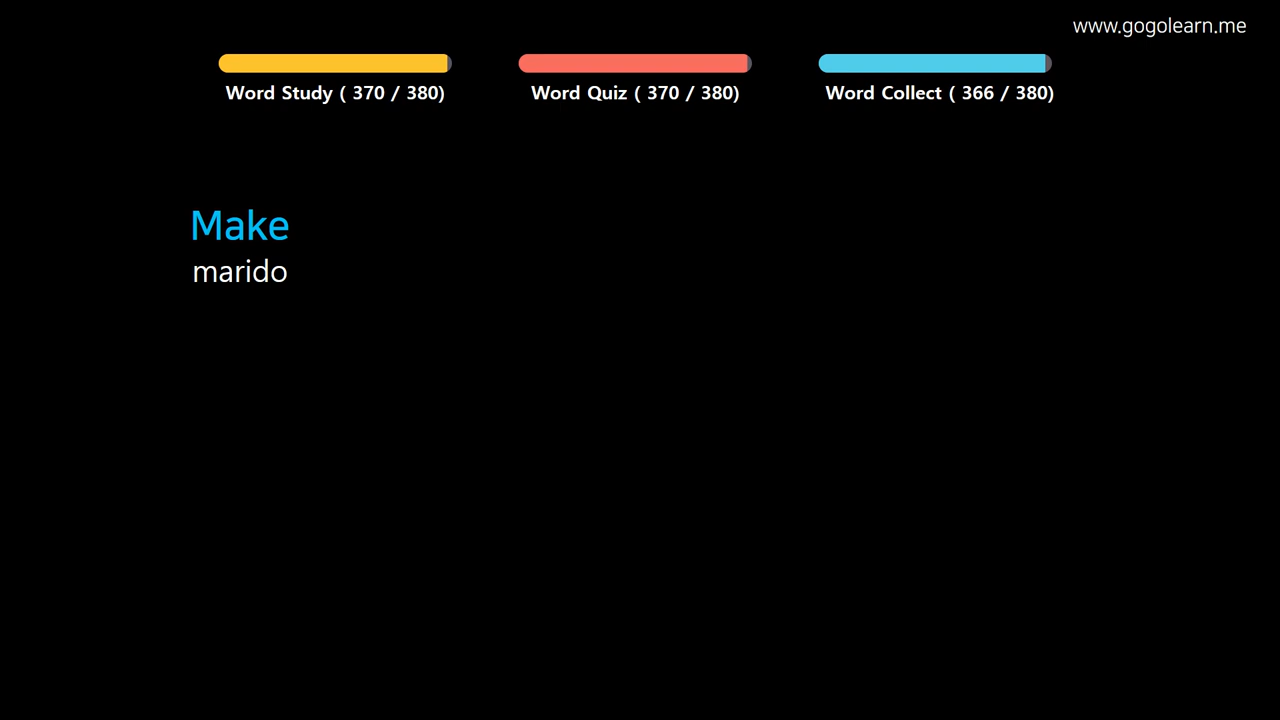 www.gogolearn.me
Word Study ( 370 / 380)
Word Quiz ( 370 / 380)
Word Collect ( 366 / 380)
Make
marido